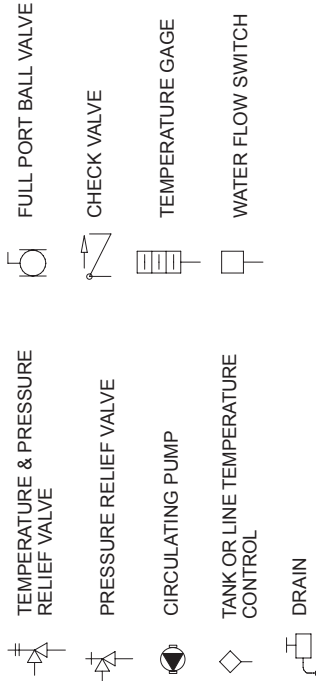 TEMPERATURE & PRESSURE
RELIEF VALVE
PRESSURE RELIEF VALVE
CIRCULATING PUMP
TANK OR LINE TEMPERATURE
CONTROL
DRAIN
FULL PORT BALL VALVE
CHECK VALVE
TEMPERATURE GAGE
WATER FLOW SWITCH